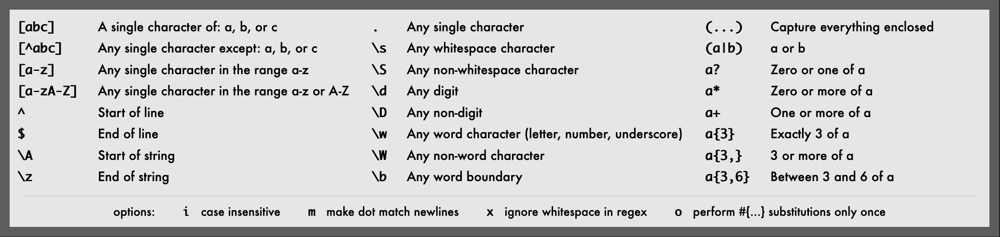 [abc] A single character of: a, b, or c . Any single character (...) Capture everything enclosed
[^abc] Any single character except: a, b, or c \s Any whitespace character (a|b) a or b
[a-z] Any single character in the range a-z \S Any non-whitespace character a? Zero or one of a
[a-zA-Z] Any single character in the range a-z or A-Z \d Any digit a* Zero or more of a
^ Start of line \D Any non-digit a+ One or more of a
$ End of line \w Any word character (letter, number, underscore) a{3} Exactly 3 of a
\A Start of string \W Any non-word character a{3,} 3 or more of a
\z End of string \b Any word boundary a{3,6} Between 3 and 6 of a
options: i case insensitive m make dot match newlines x ignore whitespace in regex o perform #{...} substitutions only once